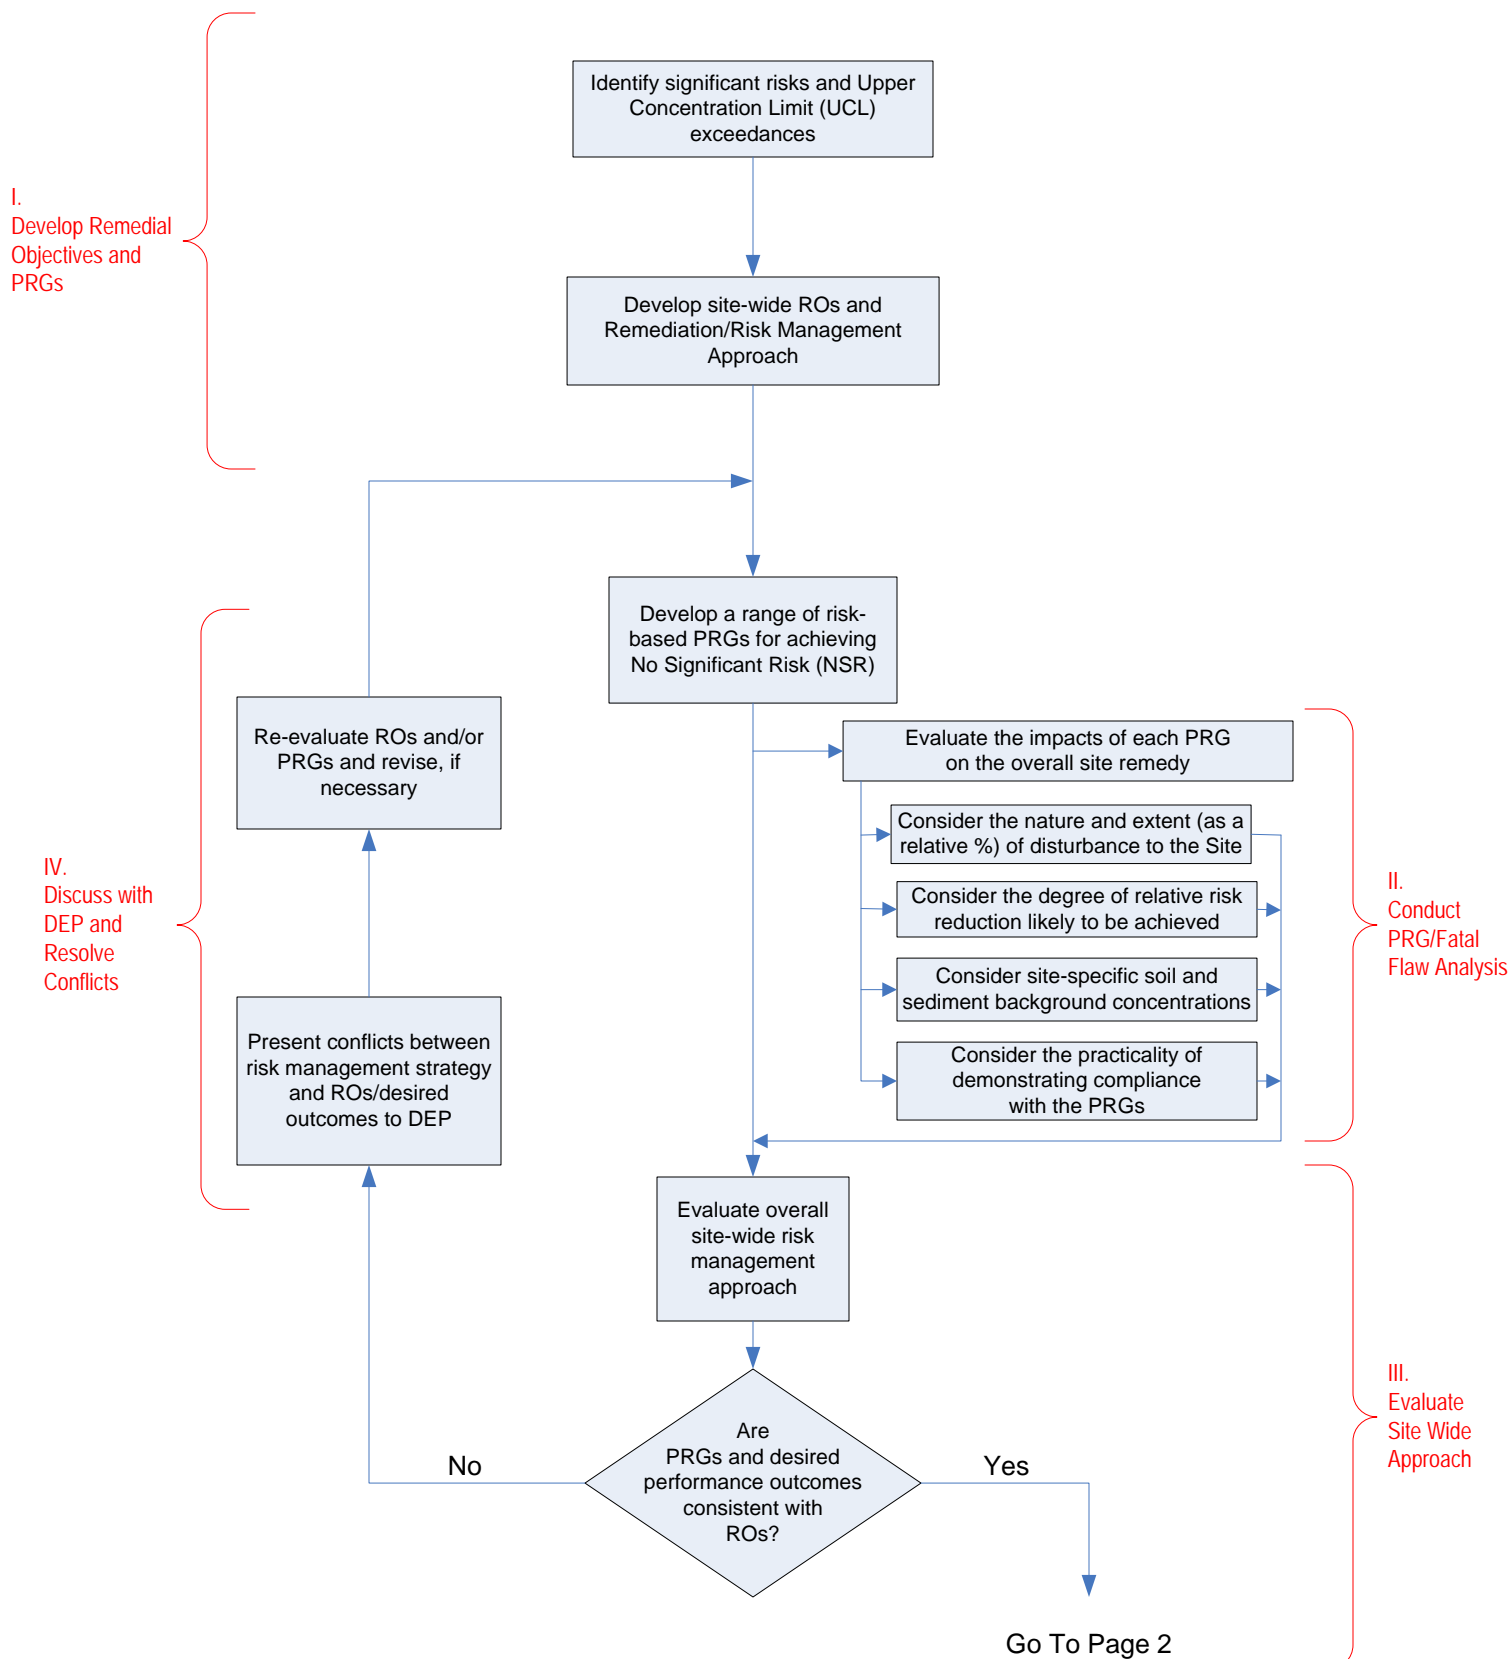 I.
Develop Remedial
Objectives and
PRGs
Identify significant risks and Upper
Concentration Limit (UCL)
exceedances
Develop site-wide ROs and
Remediation/Risk Management
Approach
Develop a range of risk-
based PRGs for achieving
No Significant Risk (NSR)
Evaluate the impacts of each PRG
on the overall site remedy
Consider the nature and extent (as a
relative %) of disturbance to the Site
Consider the degree of relative risk
reduction likely to be achieved
Consider site-specific soil and
sediment background concentrations
Consider the practicality of
demonstrating compliance
with the PRGs
II.
Conduct
PRG/Fatal
Flaw Analysis
Evaluate overall
site-wide risk
management
approach
Are
PRGs and desired
performance outcomes
consistent with
ROs?
No
Yes
Go To Page 2
III.
Evaluate
Site Wide
Approach
IV.
Discuss with
DEP and
Resolve
Conflicts
Present conflicts between
risk management strategy
and ROs/desired
outcomes to DEP
Re-evaluate ROs and/or
PRGs and revise, if
necessary